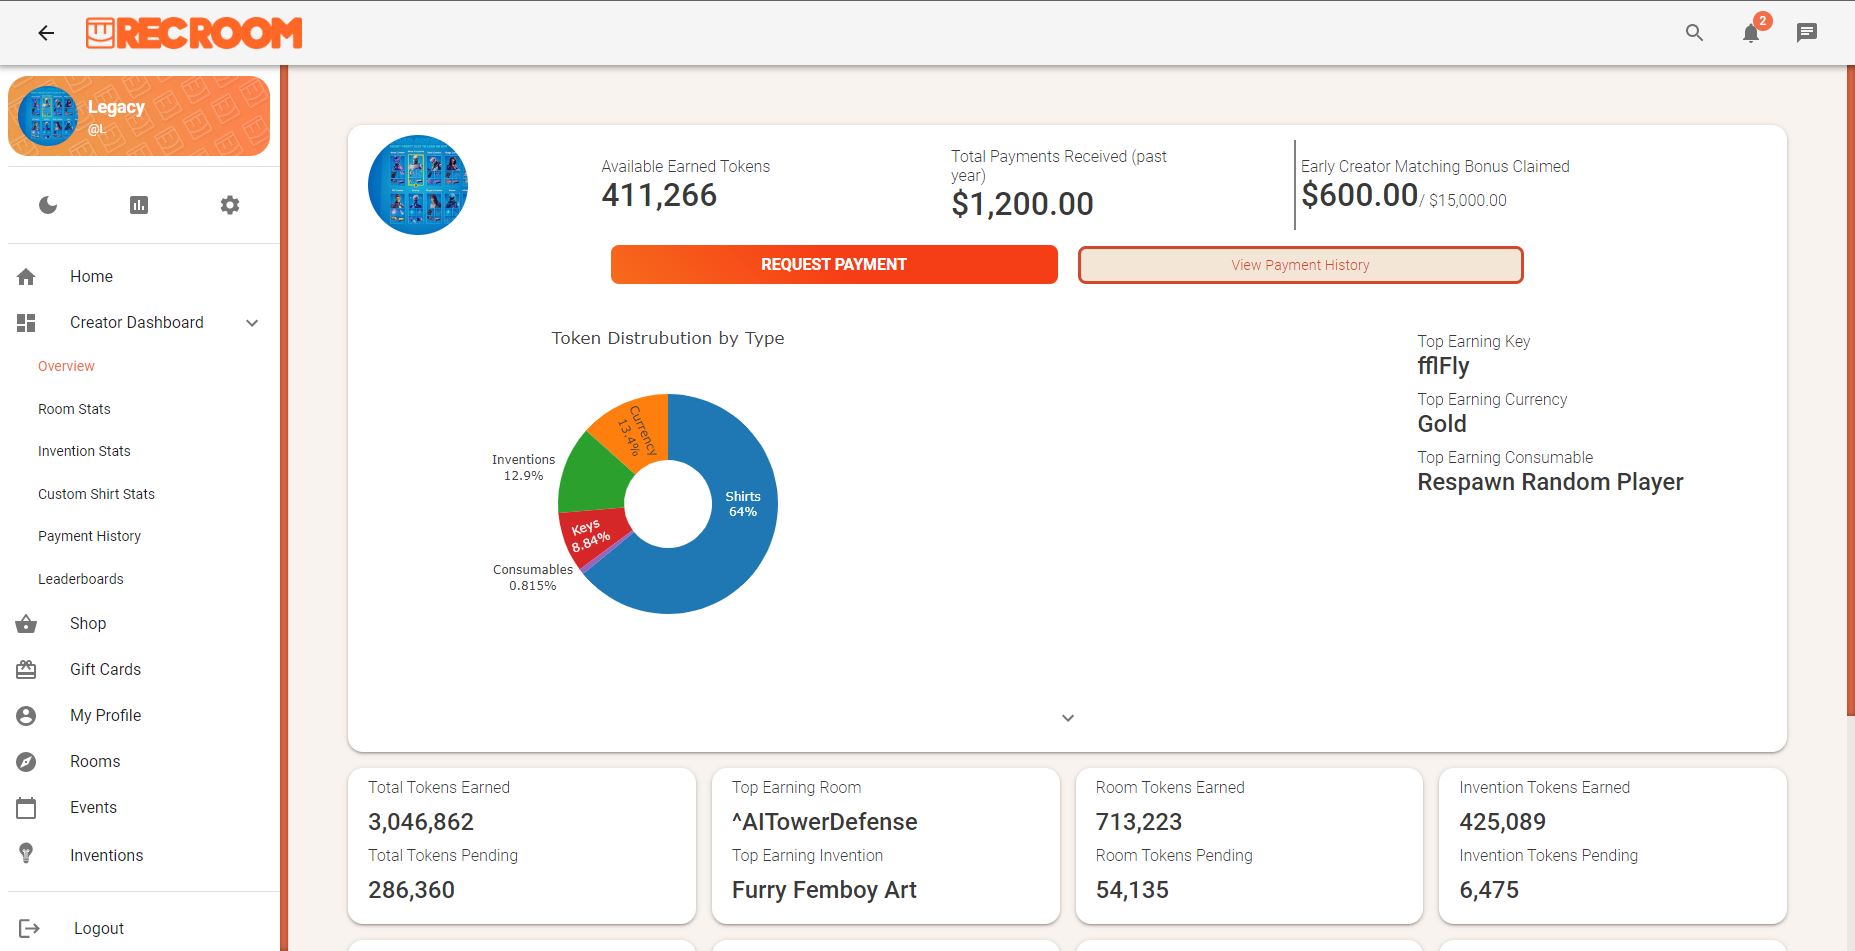 RECROOM
2
Legacy
@L
Home
Creator Dashboard
Overview
Room Stats
Invention Stats
Custom Shirt Stats
Payment History
Leaderboards
Shop
Gift Cards
My Profile
Rooms
Events
Inventions
Logout
Available Earned Tokens
411,266
Total Payments Received (past
year)
$1,200.00
Early Creator Matching Bonus Claimed
$600.00/ $15,000.00
REQUEST PAYMENT
View Payment History
Token Distrubution by Type
Currency
13.4%
Inventions
12.9%
Shirts
64%
Keys
8.84%
Consumables
0.815%
Top Earning Key
fflFly
Top Earning Currency
Gold
Top Earning Consumable
Respawn Random Player
Total Tokens Earned
3,046,862
Total Tokens Pending
286,360
Top Earning Room
^AITowerDefense
Top Earning Invention
Furry Femboy Art
Room Tokens Earned
713,223
Room Tokens Pending
54,135
Invention Tokens Earned
425,089
Invention Tokens Pending
6,475